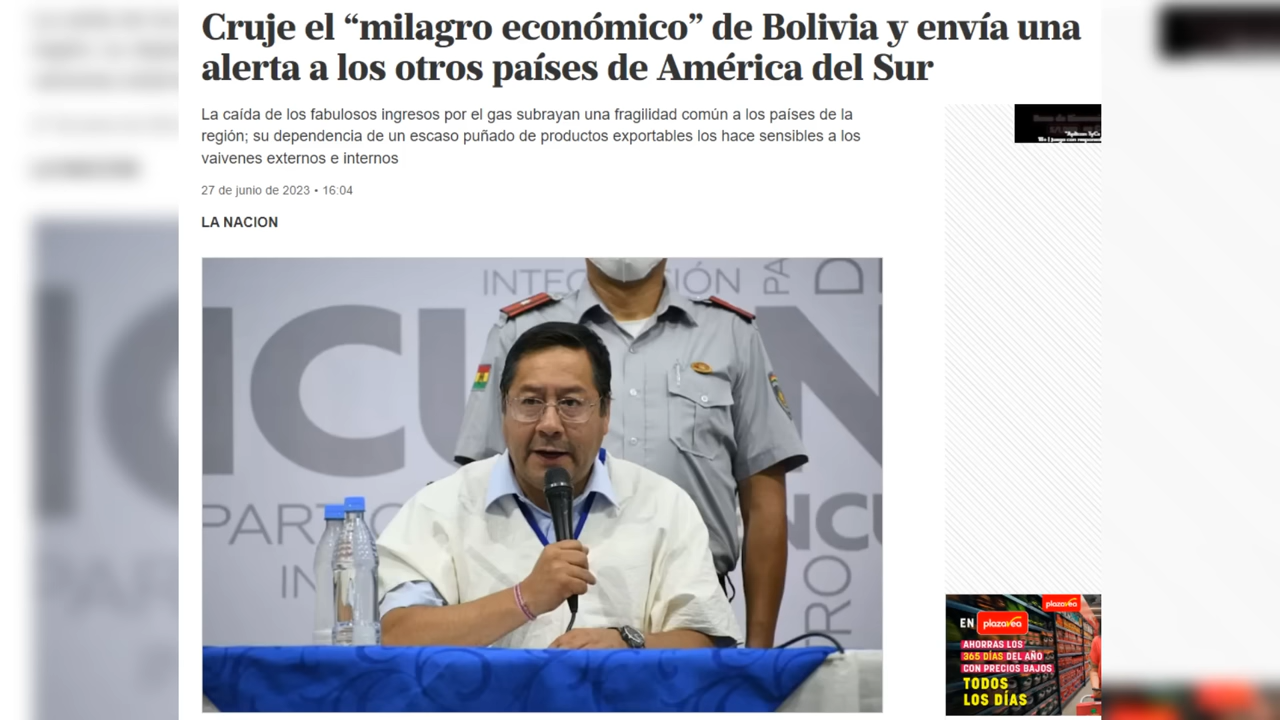 Cruje el “milagro económico” de Bolivia y envía una
alerta a los otros países de América del Sur
La caída de los fabulosos ingresos por el gas subrayan una fragilidad común a los países de la
región; su dependencia de un escaso puñado de productos exportables los hace sensibles a los
vaivenes externos e internos
27 de junio de 2023 • 16:04
LA NACION
EN plazavea
plazavea
AHORRAS LOS
365 DÍAS DEL AÑO
CON PRECIOS BAJOS
TODOS
LOS DÍAS